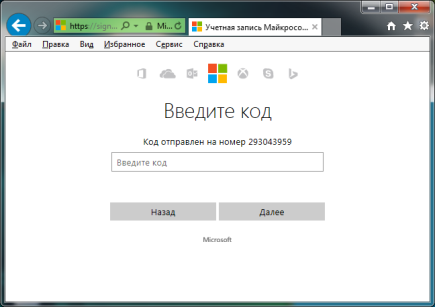 https://sign...
Mi...
Учетная запись Майкросо...
Файл Правка Вид Избранное Сервис Справка
Введите код
Код отправлен на номер 293043959
Введите код
Назад Далее
Microsoft